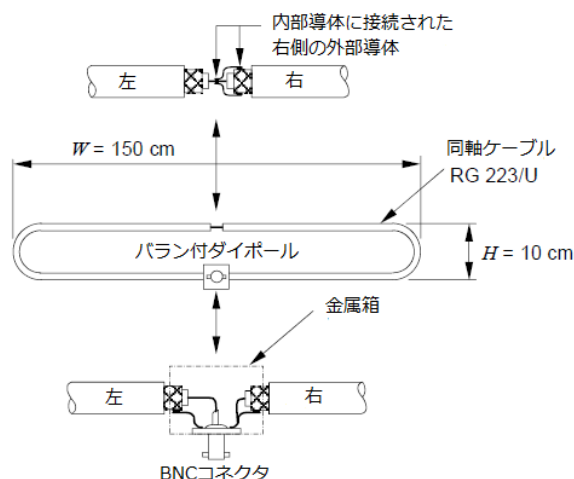 内部導体に接続された
右側の外部導体
左
右
W = 150 cm
同軸ケーブル
RG 223/U
バラン付ダイポール
H = 10 cm
金属箱
左
右
BNCコネクタ